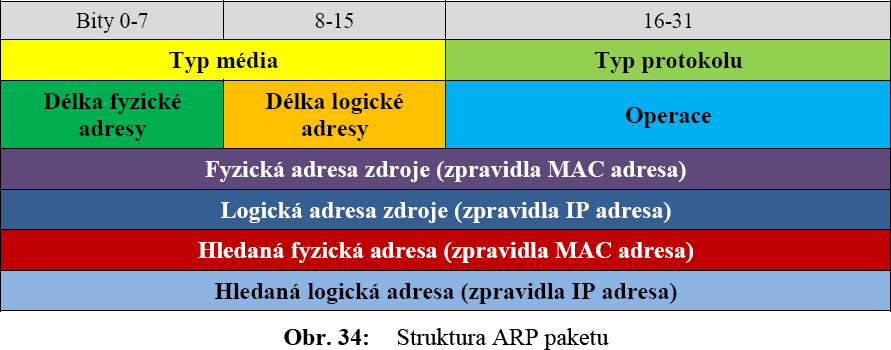 Bity 0-7 8-15 16-31
Typ média Typ protokolu
Délka fyzické adresy Délka logické adresy Operace
Fyzická adresa zdroje (zpravidla MAC adresa)
Logická adresa zdroje (zpravidla IP adresa)
Hledaná fyzická adresa (zpravidla MAC adresa)
Hledaná logická adresa (zpravidla IP adresa)
Obr. 34: Struktura ARP paketu